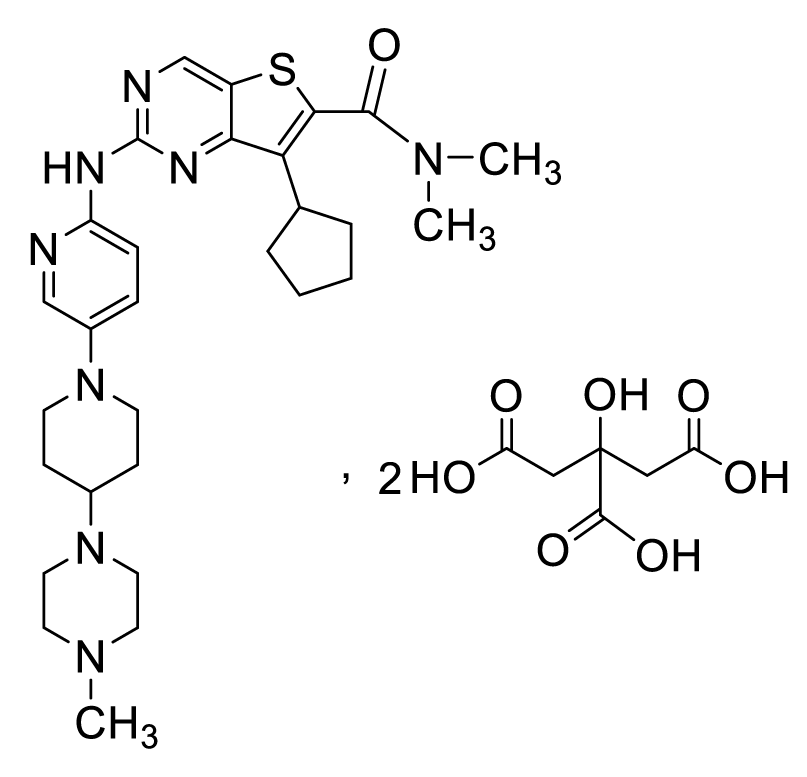 O
N S
HN N N CH₃
N CH₃
N
O OH O
, 2 HO OH
N O OH
N
CH₃